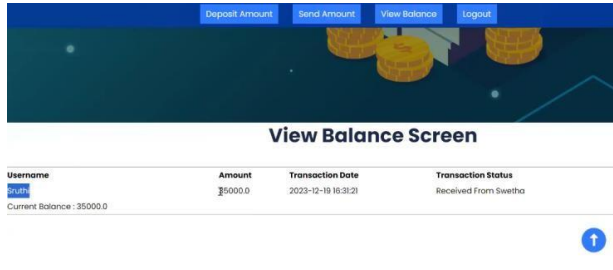 Deposit Amount Send Amount View Balance Logout
View Balance Screen
Username Amount Transaction Date Transaction Status
Sruthi 35000.0 2023-12-19 16:31:21 Received From Swetha
Current Balance : 35000.0